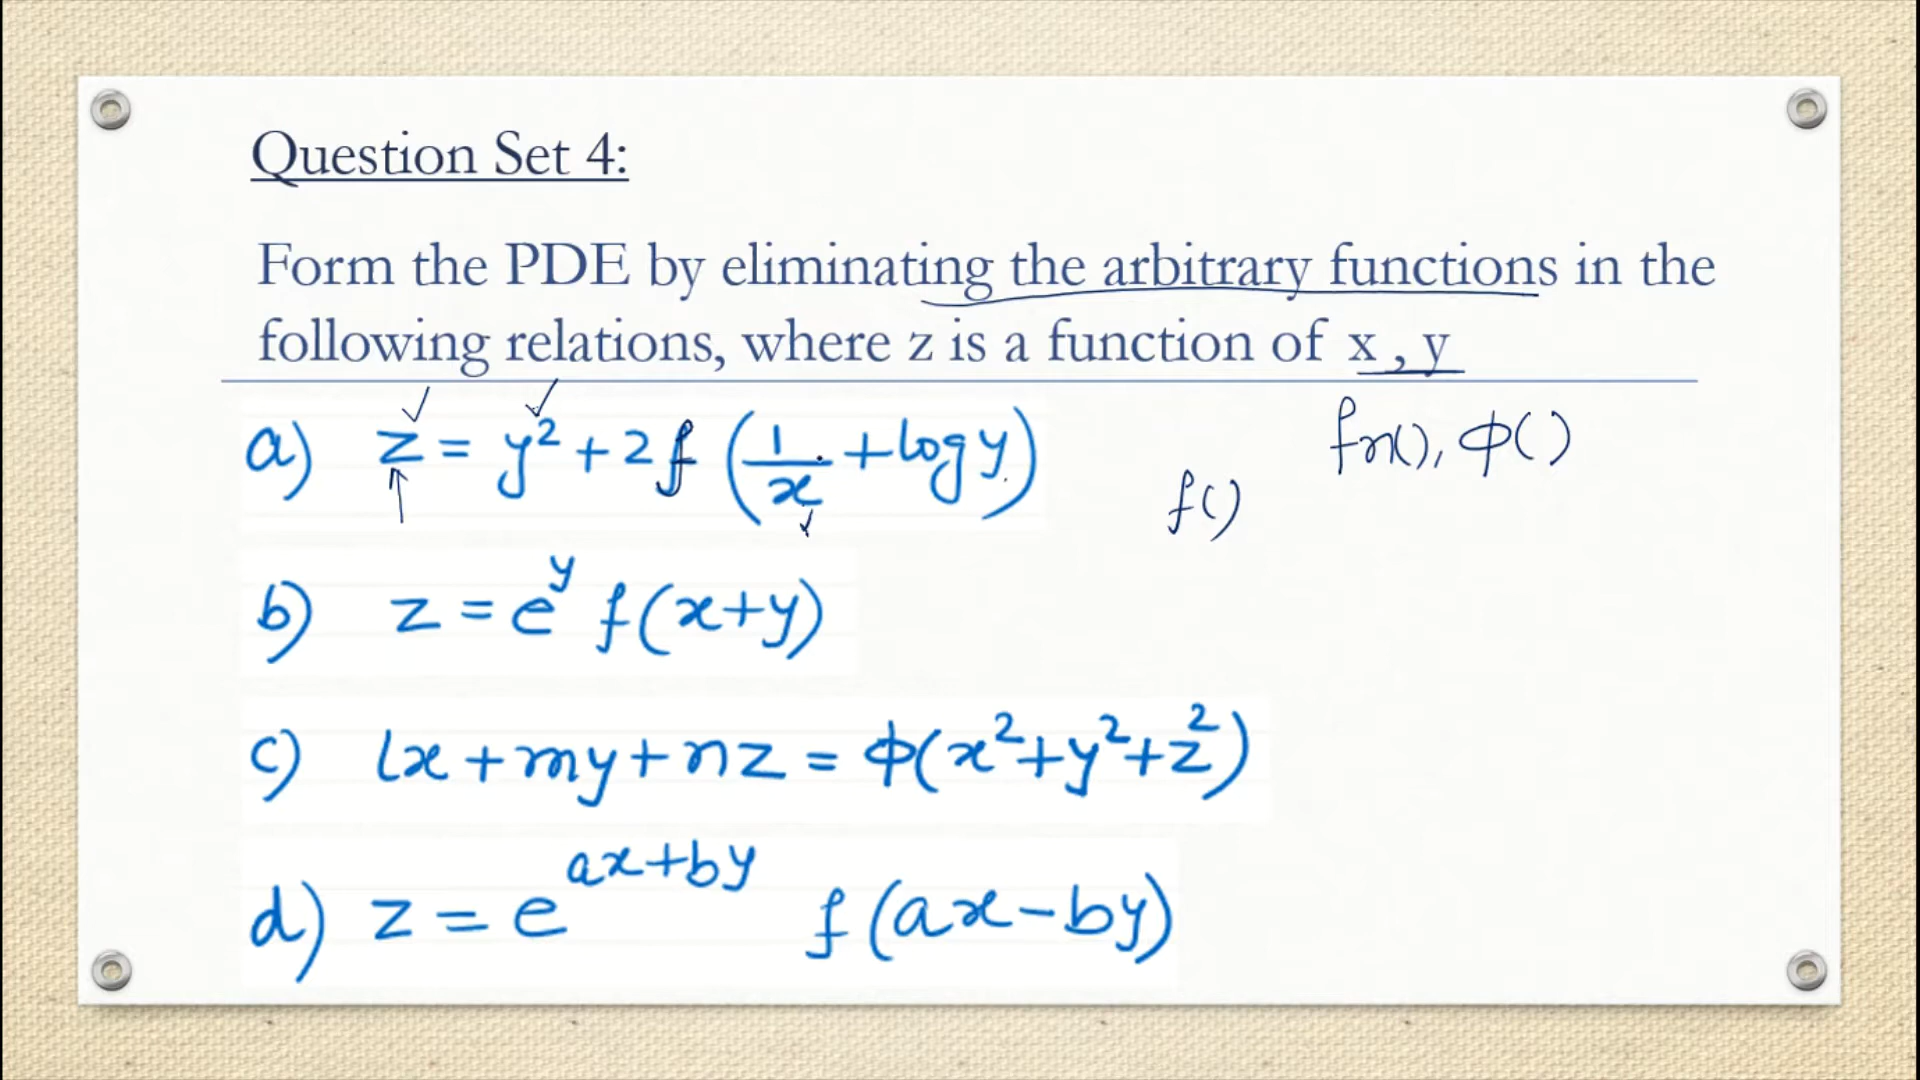 Question Set 4:
Form the PDE by eliminating the arbitrary functions in the
following relations, where z is a function of x , y
a) z = y² + 2f (1/x + log y)
fn(), φ()
f()
b) z = e^y f(x+y)
c) lx + my + nz = φ(x²+y²+z²)
d) z = e^(ax+by) f(ax-by)